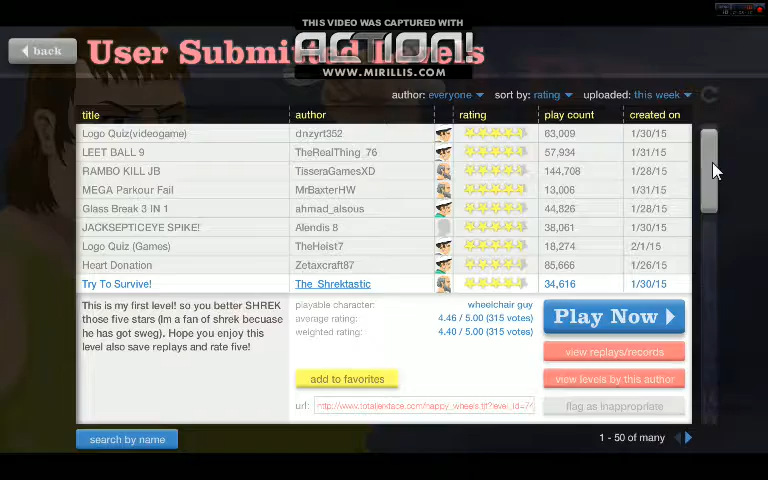 THIS VIDEO WAS CAPTURED WITH
ACTION!
WWW.MIRILLIS.COM
back
User Submitted Levels
author: everyone sort by: rating uploaded: this week
title author rating play count created on
Logo Quiz(videogame) dnzyrt352 83,009 1/30/15
LEET BALL 9 TheRealThing_76 57,934 1/31/15
RAMBO KILL JB TisseraGamesXD 144,708 1/28/15
MEGA Parkour Fail MrBaxterHW 13,006 1/31/15
Glass Break 3 IN 1 ahmad_alsous 44,826 1/28/15
JACKSEPTICEYE SPIKE! Alendis 8 38,061 1/30/15
Logo Quiz (Games) TheHeist7 18,274 2/1/15
Heart Donation Zetaxcraft87 85,666 1/26/15
Try To Survive! The_Shrektastic 34,616 1/30/15
This is my first level! so you better SHREK
those five stars (Im a fan of shrek becuase
he has got sweg). Hope you enjoy this
level also save replays and rate five!
playable character: wheelchair guy
average rating: 4.46 / 5.00 (315 votes)
weighted rating: 4.40 / 5.00 (315 votes)
Play Now
view replays/records
add to favorites
view levels by this author
url: http://www.totaljerkface.com/happy_wheels.tjf?level_id=74
flag as inappropriate
search by name
1 - 50 of many